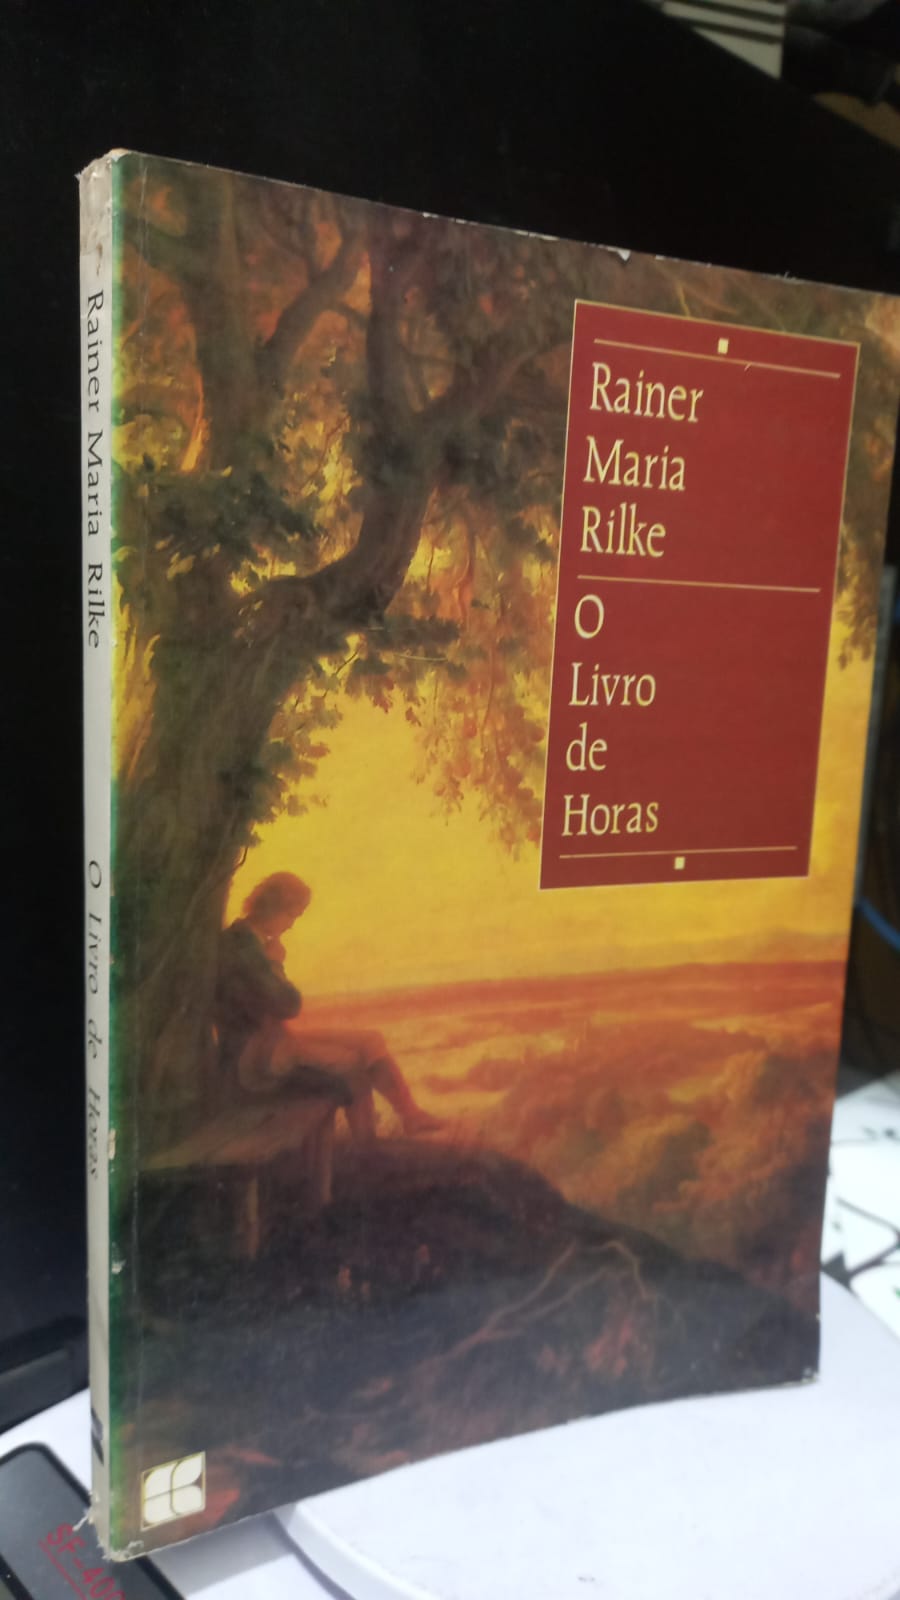 Rainer Maria Rilke O Livro de Horas
Rainer
Maria
Rilke
O
Livro
de
Horas